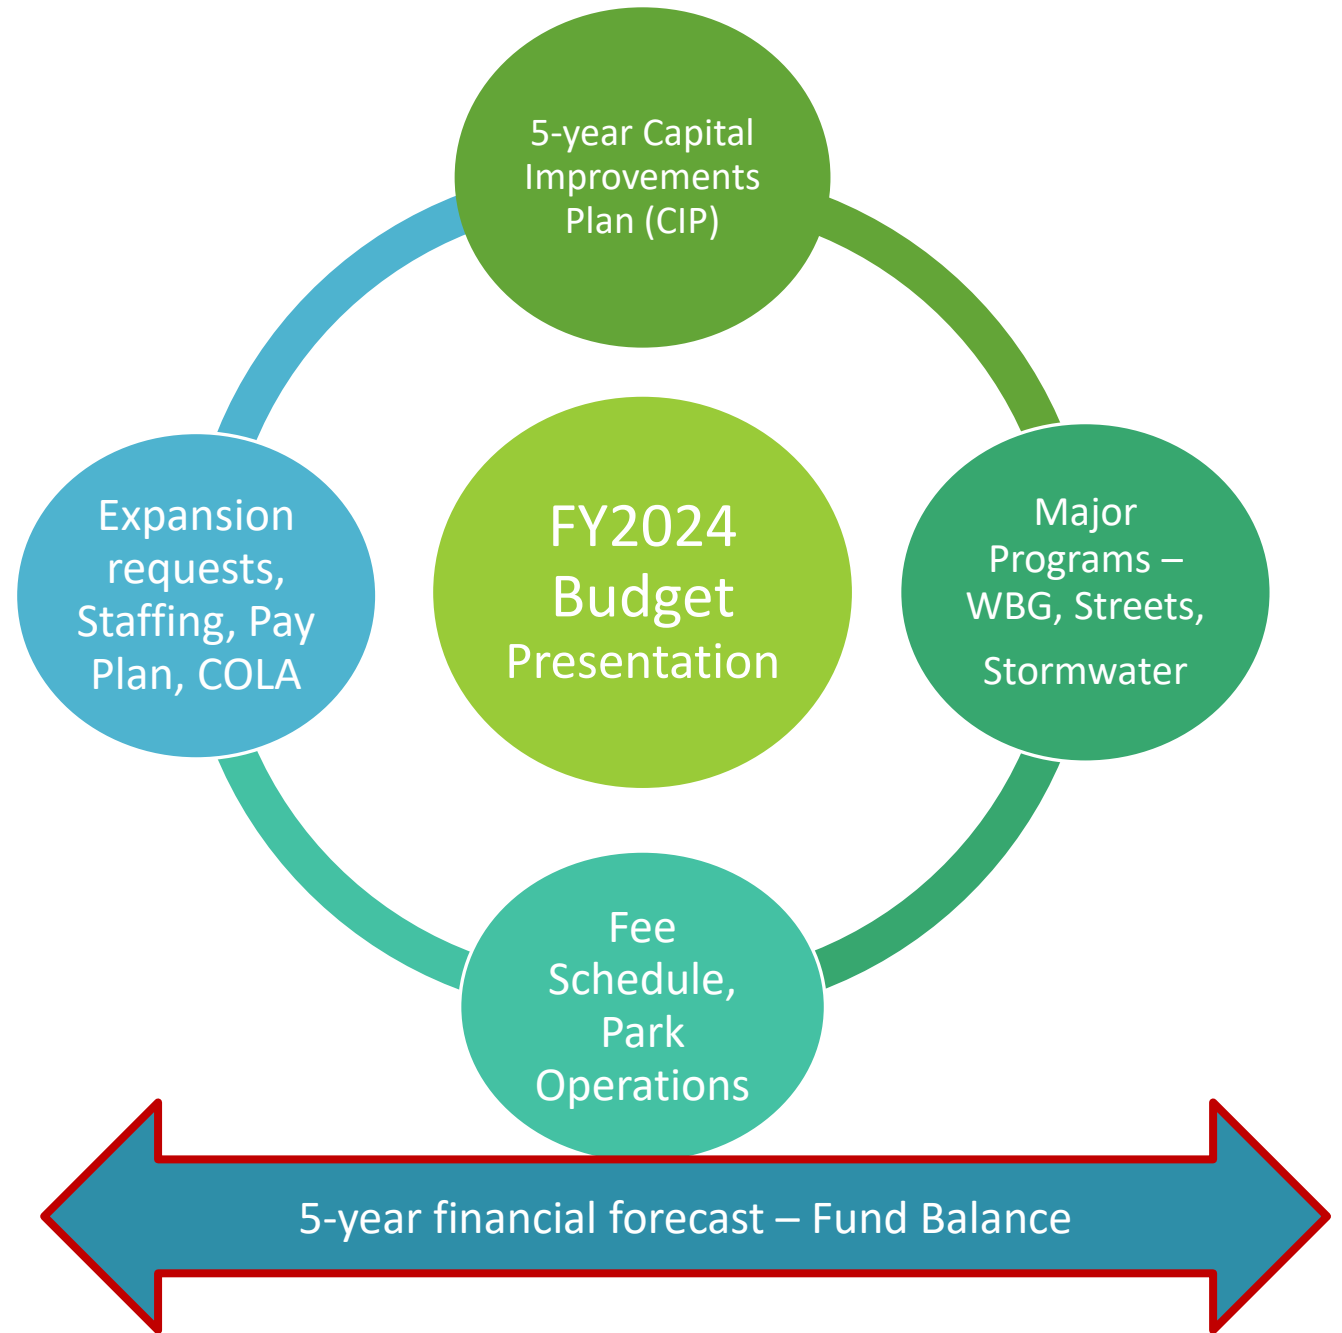 5-year Capital
Improvements
Plan (CIP)
Expansion
requests,
Staffing, Pay
Plan, COLA
FY2024
Budget
Presentation
Major
Programs –
WBG, Streets,
Stormwater
Fee
Schedule,
Park
Operations
5-year financial forecast – Fund Balance